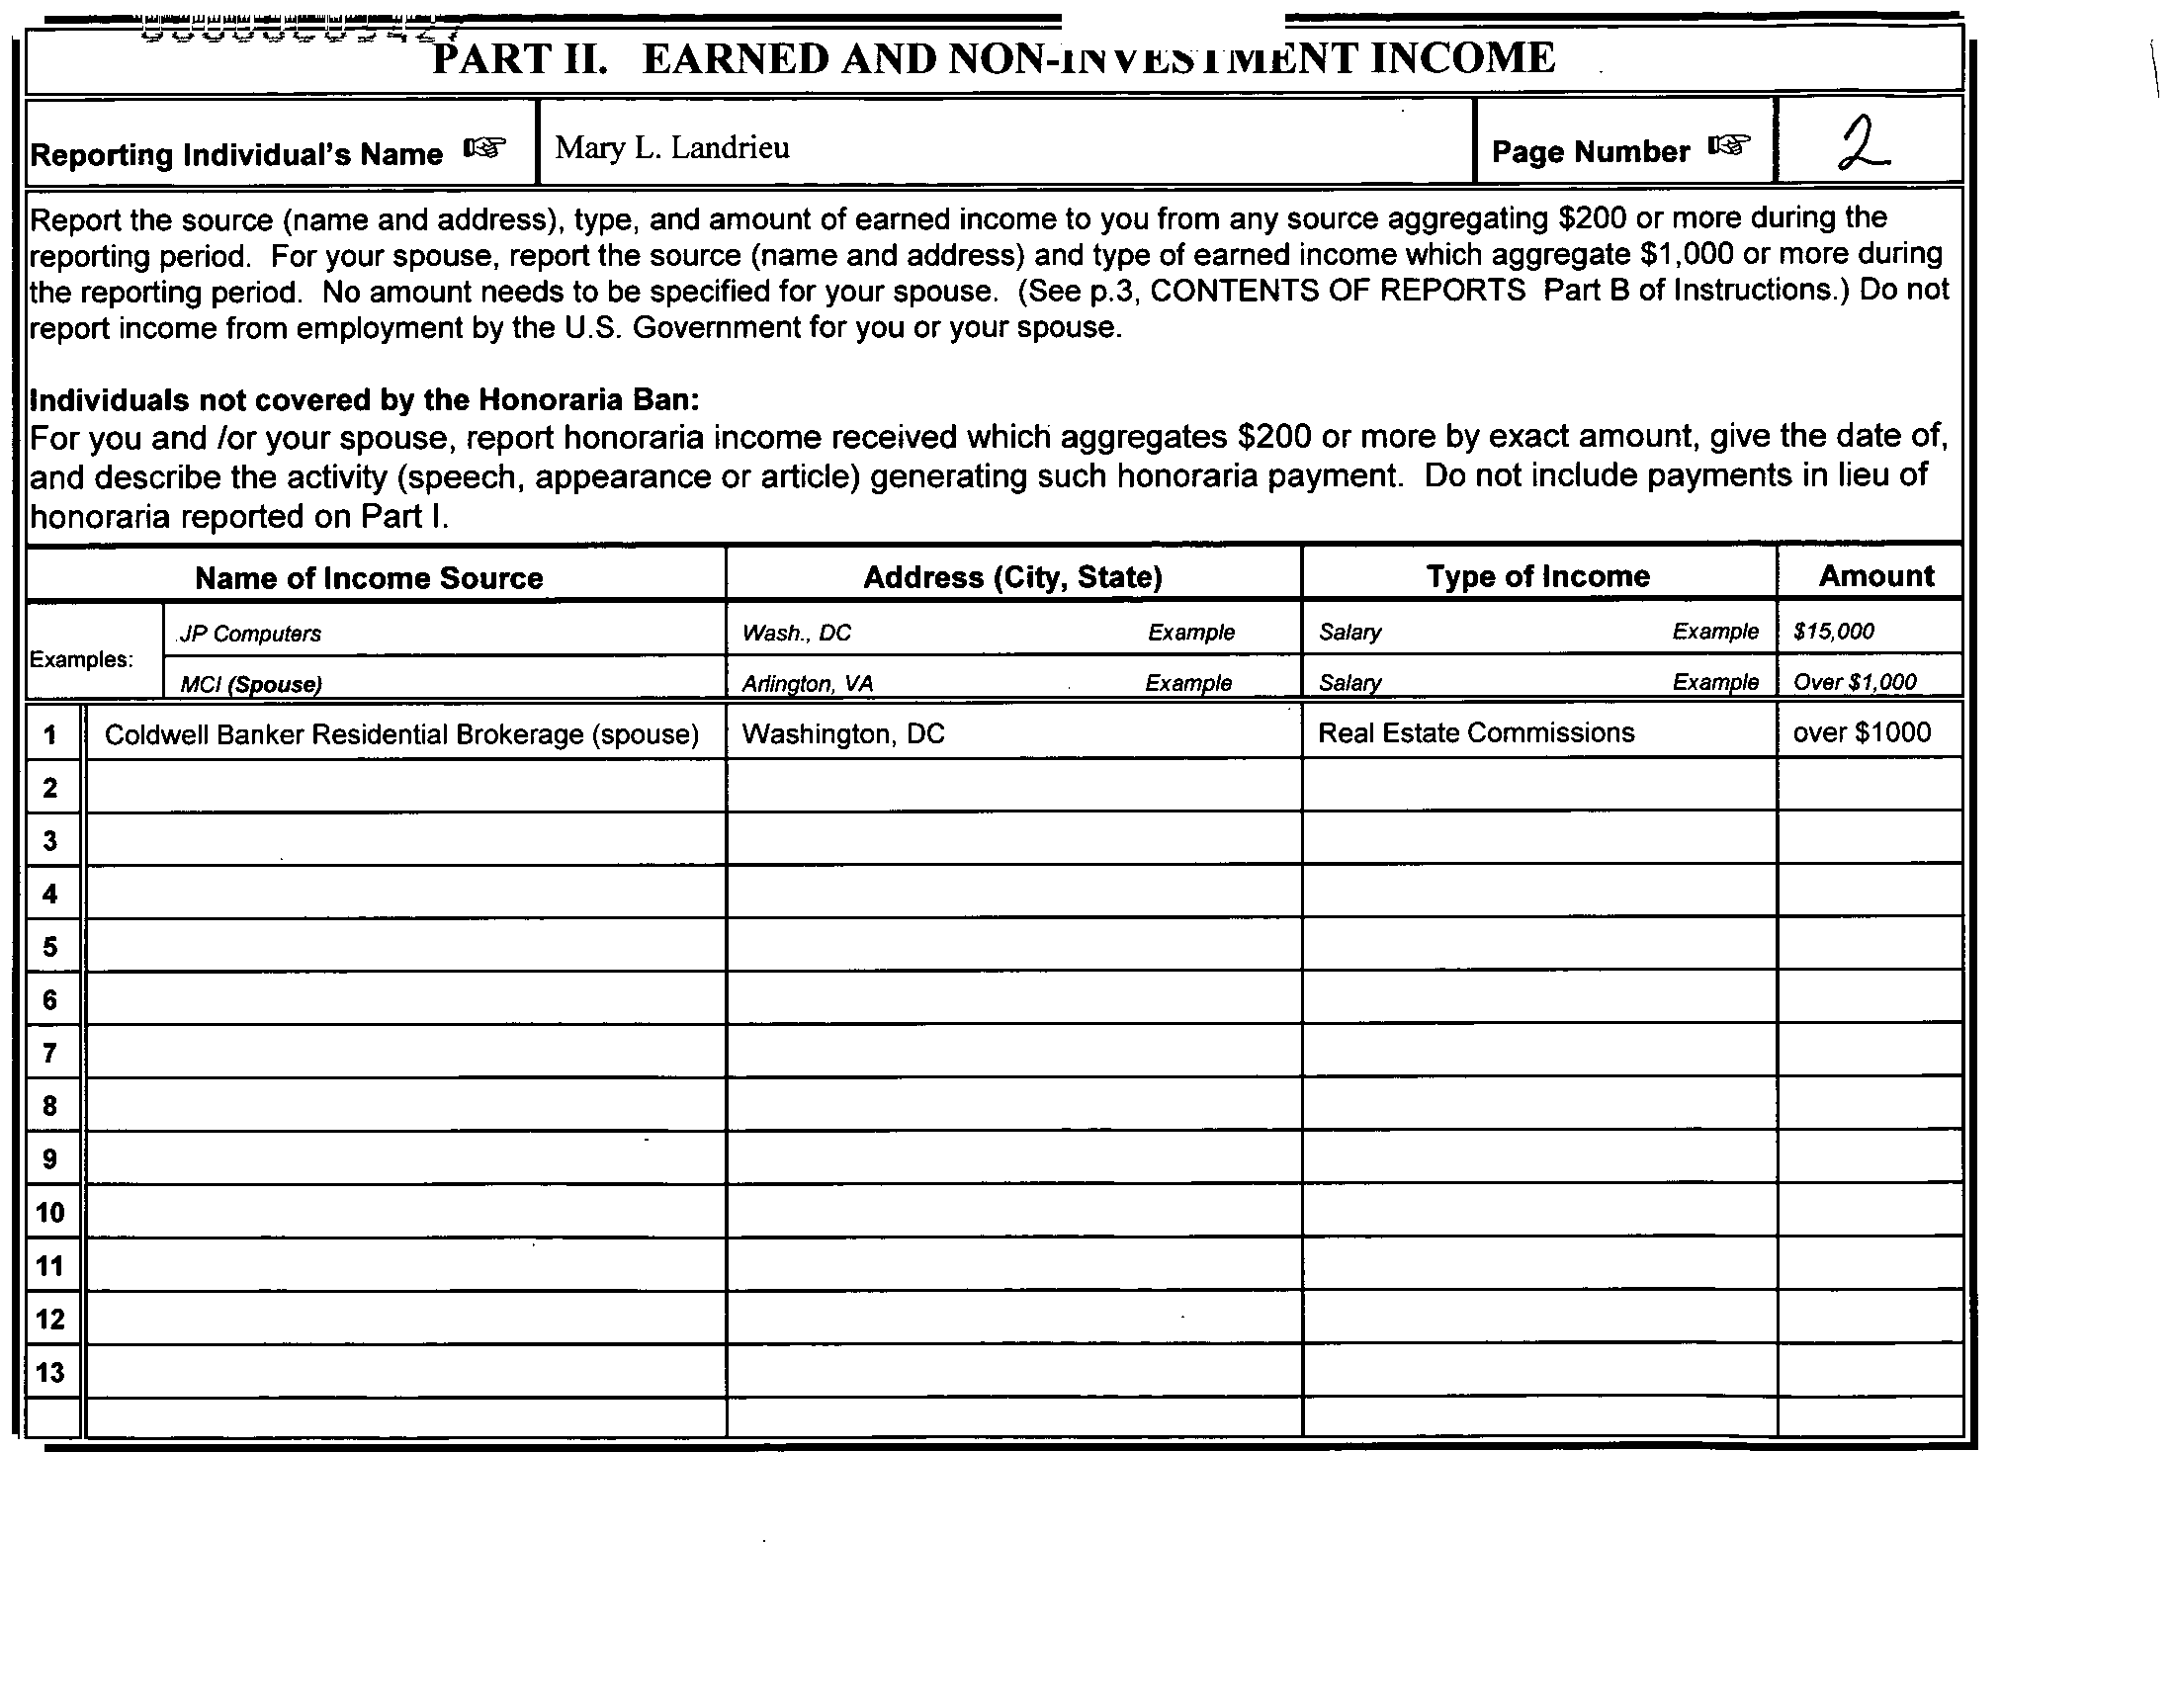 PART II. EARNED AND NON-INVESTMENT INCOME
Reporting Individual's Name ☞ Mary L. Landrieu Page Number ☞ 2
Report the source (name and address), type, and amount of earned income to you from any source aggregating $200 or more during the
reporting period. For your spouse, report the source (name and address) and type of earned income which aggregate $1,000 or more during
the reporting period. No amount needs to be specified for your spouse. (See p.3, CONTENTS OF REPORTS Part B of Instructions.) Do not
report income from employment by the U.S. Government for you or your spouse.
Individuals not covered by the Honoraria Ban:
For you and /or your spouse, report honoraria income received which aggregates $200 or more by exact amount, give the date of,
and describe the activity (speech, appearance or article) generating such honoraria payment. Do not include payments in lieu of
honoraria reported on Part I.
Name of Income Source Address (City, State) Type of Income Amount
Examples:
JP Computers Wash., DC Example Salary Example $15,000
MCI (Spouse) Arlington, VA Example Salary Example Over $1,000
1 Coldwell Banker Residential Brokerage (spouse) Washington, DC Real Estate Commissions over $1000
2
3
4
5
6
7
8
9
10
11
12
13